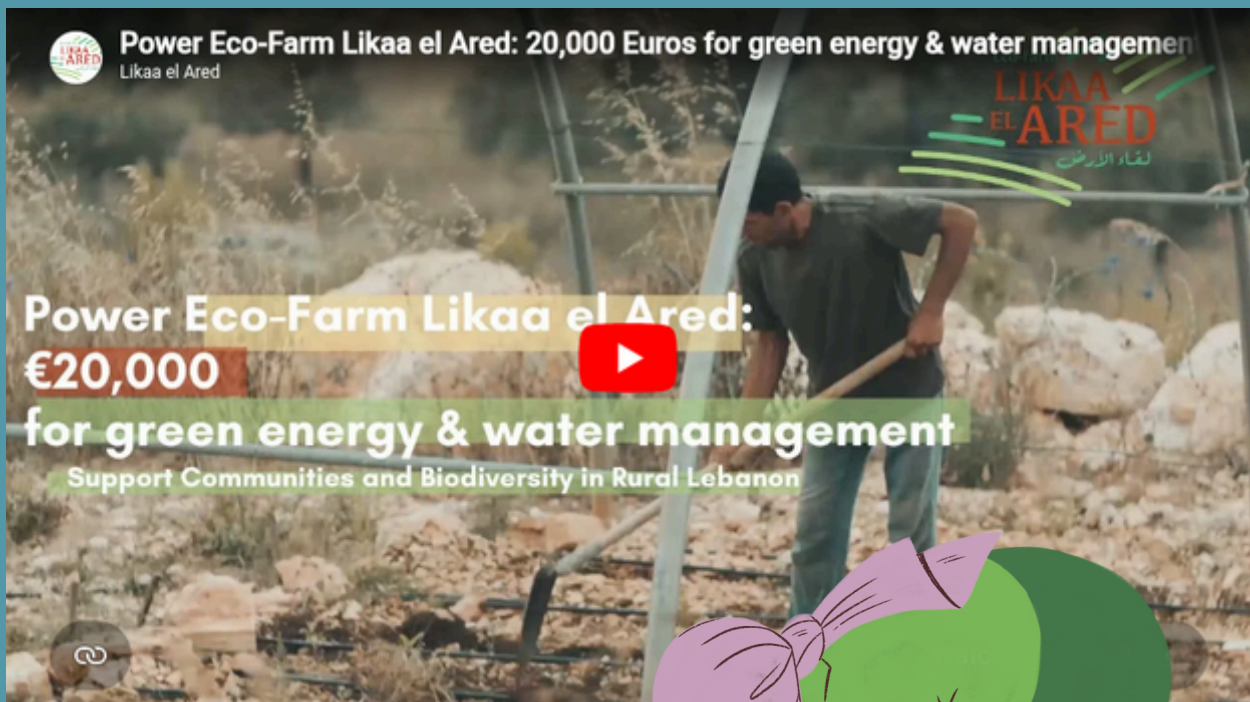 Power Eco-Farm Likaa el Ared: 20,000 Euros for green energy & water management
Likaa el Ared
LIKAA
EL ARED
لقاء الأرض
Power Eco-Farm Likaa el Ared:
€20,000
for green energy & water management
Support Communities and Biodiversity in Rural Lebanon